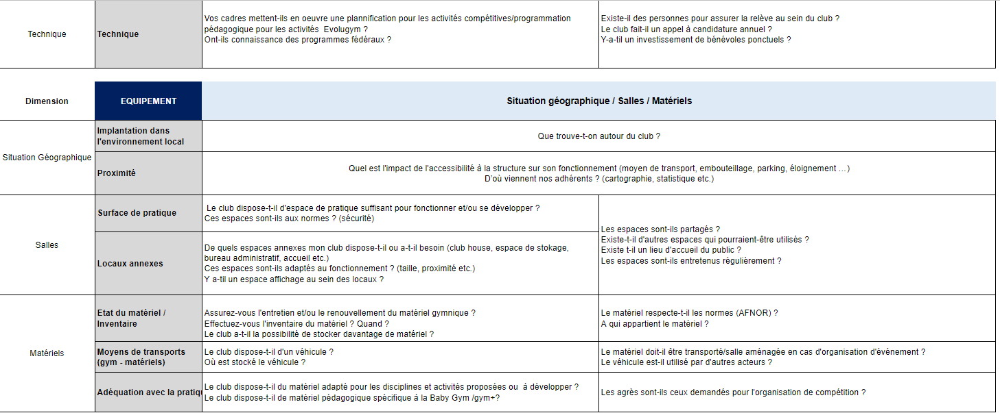 Technique
Technique
Vos cadres mettent-ils en oeuvre une plannification pour les activités compétitives/programmation
pédagogique pour les activités Evolugym ?
Ont-ils connaissance des programmes fédéraux ?
Existe-il des personnes pour assurer la relève au sein du club ?
Le club fait-il un appel à candidature annuel ?
Y-a-til un investissement de bénévoles ponctuels ?
Dimension
EQUIPEMENT
Situation géographique / Salles / Matériels
Situation Géographique
Implantation dans
l'environnement local
Que trouve-t-on autour du club ?
Proximité
Quel est l'impact de l'accessibilité à la structure sur son fonctionnement (moyen de transport, embouteillage, parking, éloignement …)
D'où viennent nos adhérents ? (cartographie, statistique etc.)
Salles
Surface de pratique
Le club dispose-t-il d'espace de pratique suffisant pour fonctionner et/ou se développer ?
Ces espaces sont-ils aux normes ? (sécurité)
Locaux annexes
De quels espaces annexes mon club dispose-t-il ou a-t-il besoin (club house, espace de stokage,
bureau administratif, accueil etc.)
Ces espaces sont-ils adaptés au fonctionnement ? (taille, proximité etc.)
Y a-til un espace affichage au sein des locaux ?
Les espaces sont-ils partagés ?
Existe-t-il d'autres espaces qui pourraient-être utilisés ?
Existe t-il un lieu d'accueil du public ?
Les espaces sont-ils entretenus régulièrement ?
Matériels
Etat du matériel /
Inventaire
Assurez-vous l'entretien et/ou le renouvellement du matériel gymnique ?
Effectuez-vous l'inventaire du matériel ? Quand ?
Le club a-t-il la possibilité de stocker davantage de matériel ?
Le matériel respecte-t-il les normes (AFNOR) ?
A qui appartient le matériel ?
Moyens de transports
(gym - matériels)
Le club dispose-t-il d'un véhicule ?
Où est stocké le véhicule ?
Le matériel doit-il être transporté/salle aménagée en cas d'organisation d'événement ?
Le véhicule est-il utilisé par d'autres acteurs ?
Adéquation avec la pratiq
Le club dispose-t-il du matériel adapté pour les disciplines et activités proposées ou à développer ?
Le club dispose-t-il de matériel pédagogique spécifique à la Baby Gym /gym+?
Les agrès sont-ils ceux demandés pour l'organisation de compétition ?